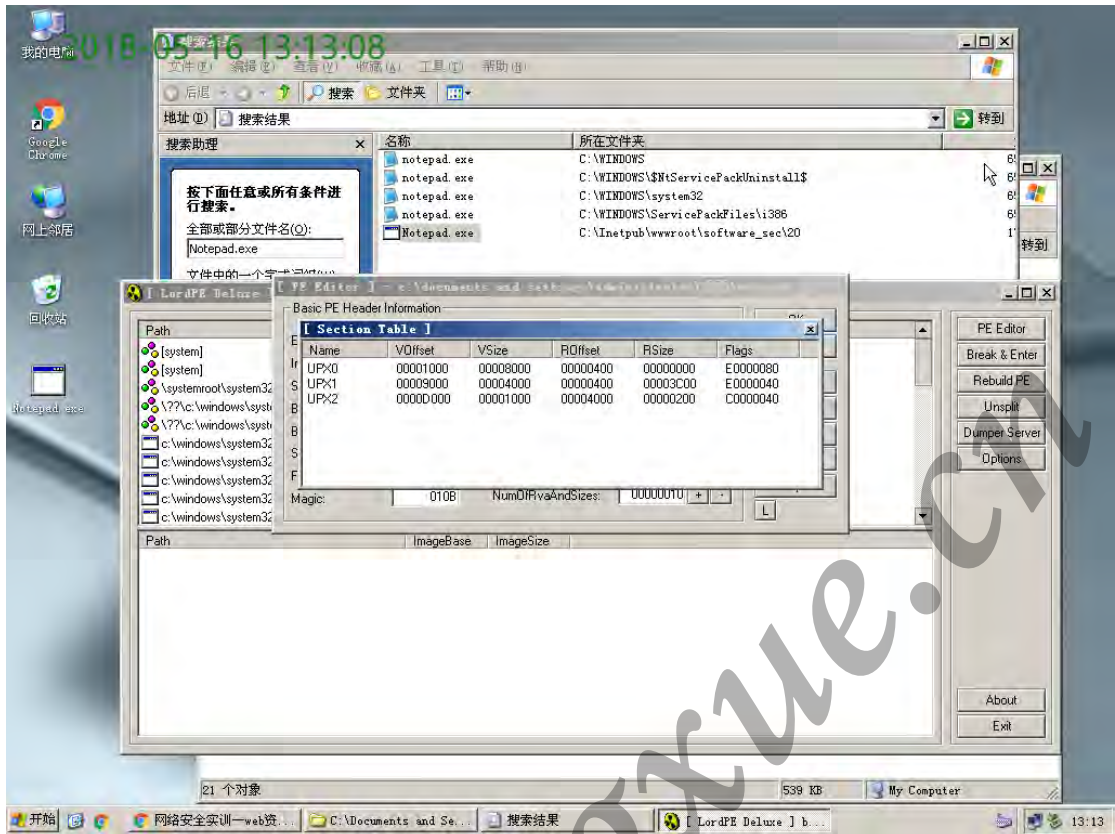 2018-05-16 13:13:08
我的电脑
Google
Chrome
网上邻居
回收站
Notepad.exe
搜索结果
文件(F) 编辑(E) 查看(V) 收藏(A) 工具(T) 帮助(H)
后退 搜索 文件夹
地址(D) 搜索结果 转到
搜索助理
名称 所在文件夹
notepad.exe C:\WINDOWS
notepad.exe C:\WINDOWS\$NtServicePackUninstall$
notepad.exe C:\WINDOWS\system32
notepad.exe C:\WINDOWS\ServicePackFiles\i386
Notepad.exe C:\Inetpub\wwwroot\software_sec\20
按下面任意或所有条件进
行搜索。
全部或部分文件名(O):
Notepad.exe
转到
[ LordPE Deluxe ]
[ PE Editor ]
Basic PE Header Information
OK
[ Section Table ]
Name VOffset VSize ROffset RSize Flags
UPX0 00001000 00008000 00000400 00000000 E0000080
UPX1 00009000 00004000 00000400 00003C00 E0000040
UPX2 0000D000 00001000 00004000 00000200 C0000040
Magic: 010B NumOfRvaAndSizes: 00000010 + -
L
Path
[system]
[system]
\systemroot\system32
\??\c:\windows\syst
\??\c:\windows\syst
c:\windows\system32
c:\windows\system32
c:\windows\system32
c:\windows\system32
c:\windows\system32
Path ImageBase ImageSize
PE Editor
Break & Enter
Rebuild PE
Unsplit
Dumper Server
Options
About
Exit
21 个对象 539 KB My Computer
开始 网络安全实训—web资... C:\Documents and Se... 搜索结果 [ LordPE Deluxe ] b... 13:13